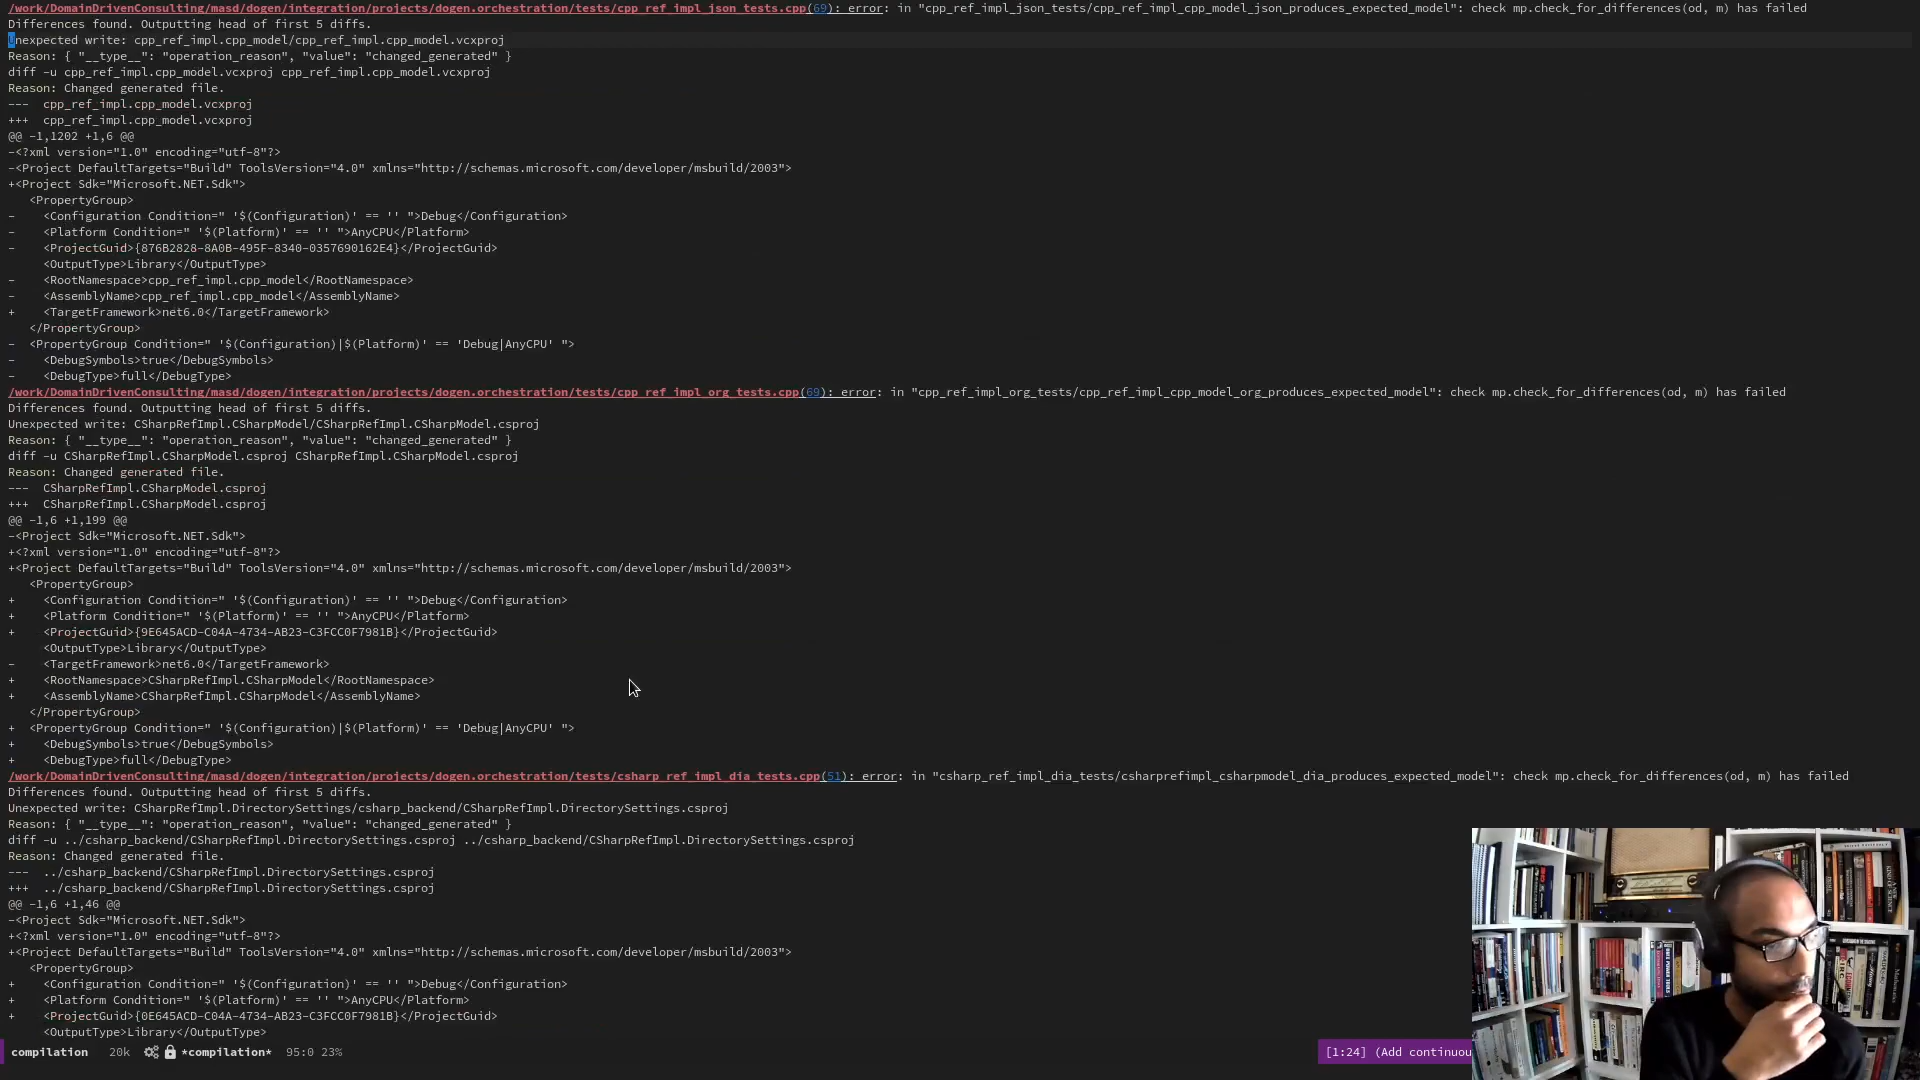 /work/DomainDrivenConsulting/masd/dogen/integration/projects/dogen.orchestration/tests/cpp_ref_impl_json_tests.cpp(69): error: in "cpp_ref_impl_json_tests/cpp_ref_impl_cpp_model_json_produces_expected_model": check mp.check_for_differences(od, m) has failed
Differences found. Outputting head of first 5 diffs.
Unexpected write: cpp_ref_impl.cpp_model/cpp_ref_impl.cpp_model.vcxproj
Reason: { "__type__": "operation_reason", "value": "changed_generated" }
diff -u cpp_ref_impl.cpp_model.vcxproj cpp_ref_impl.cpp_model.vcxproj
Reason: Changed generated file.
---  cpp_ref_impl.cpp_model.vcxproj
+++  cpp_ref_impl.cpp_model.vcxproj
@@ -1,1202 +1,6 @@
-<?xml version="1.0" encoding="utf-8"?>
-<Project DefaultTargets="Build" ToolsVersion="4.0" xmlns="http://schemas.microsoft.com/developer/msbuild/2003">
+<Project Sdk="Microsoft.NET.Sdk">
   <PropertyGroup>
-    <Configuration Condition=" '$(Configuration)' == '' ">Debug</Configuration>
-    <Platform Condition=" '$(Platform)' == '' ">AnyCPU</Platform>
-    <ProjectGuid>{876B2828-8A0B-495F-8340-0357690162E4}</ProjectGuid>
     <OutputType>Library</OutputType>
-    <RootNamespace>cpp_ref_impl.cpp_model</RootNamespace>
-    <AssemblyName>cpp_ref_impl.cpp_model</AssemblyName>
+    <TargetFramework>net6.0</TargetFramework>
   </PropertyGroup>
-  <PropertyGroup Condition=" '$(Configuration)|$(Platform)' == 'Debug|AnyCPU' ">
-    <DebugSymbols>true</DebugSymbols>
-    <DebugType>full</DebugType>
/work/DomainDrivenConsulting/masd/dogen/integration/projects/dogen.orchestration/tests/cpp_ref_impl_org_tests.cpp(69): error: in "cpp_ref_impl_org_tests/cpp_ref_impl_cpp_model_org_produces_expected_model": check mp.check_for_differences(od, m) has failed
Differences found. Outputting head of first 5 diffs.
Unexpected write: CSharpRefImpl.CSharpModel/CSharpRefImpl.CSharpModel.csproj
Reason: { "__type__": "operation_reason", "value": "changed_generated" }
diff -u CSharpRefImpl.CSharpModel.csproj CSharpRefImpl.CSharpModel.csproj
Reason: Changed generated file.
---  CSharpRefImpl.CSharpModel.csproj
+++  CSharpRefImpl.CSharpModel.csproj
@@ -1,6 +1,199 @@
-<Project Sdk="Microsoft.NET.Sdk">
+<?xml version="1.0" encoding="utf-8"?>
+<Project DefaultTargets="Build" ToolsVersion="4.0" xmlns="http://schemas.microsoft.com/developer/msbuild/2003">
   <PropertyGroup>
+    <Configuration Condition=" '$(Configuration)' == '' ">Debug</Configuration>
+    <Platform Condition=" '$(Platform)' == '' ">AnyCPU</Platform>
+    <ProjectGuid>{9E645ACD-C04A-4734-AB23-C3FCC0F7981B}</ProjectGuid>
     <OutputType>Library</OutputType>
-    <TargetFramework>net6.0</TargetFramework>
+    <RootNamespace>CSharpRefImpl.CSharpModel</RootNamespace>
+    <AssemblyName>CSharpRefImpl.CSharpModel</AssemblyName>
   </PropertyGroup>
+  <PropertyGroup Condition=" '$(Configuration)|$(Platform)' == 'Debug|AnyCPU' ">
+    <DebugSymbols>true</DebugSymbols>
+    <DebugType>full</DebugType>
/work/DomainDrivenConsulting/masd/dogen/integration/projects/dogen.orchestration/tests/csharp_ref_impl_dia_tests.cpp(51): error: in "csharp_ref_impl_dia_tests/csharprefimpl_csharpmodel_dia_produces_expected_model": check mp.check_for_differences(od, m) has failed
Differences found. Outputting head of first 5 diffs.
Unexpected write: CSharpRefImpl.DirectorySettings/csharp_backend/CSharpRefImpl.DirectorySettings.csproj
Reason: { "__type__": "operation_reason", "value": "changed_generated" }
diff -u ../csharp_backend/CSharpRefImpl.DirectorySettings.csproj ../csharp_backend/CSharpRefImpl.DirectorySettings.csproj
Reason: Changed generated file.
---  ../csharp_backend/CSharpRefImpl.DirectorySettings.csproj
+++  ../csharp_backend/CSharpRefImpl.DirectorySettings.csproj
@@ -1,6 +1,46 @@
-<Project Sdk="Microsoft.NET.Sdk">
+<?xml version="1.0" encoding="utf-8"?>
+<Project DefaultTargets="Build" ToolsVersion="4.0" xmlns="http://schemas.microsoft.com/developer/msbuild/2003">
   <PropertyGroup>
+    <Configuration Condition=" '$(Configuration)' == '' ">Debug</Configuration>
+    <Platform Condition=" '$(Platform)' == '' ">AnyCPU</Platform>
+    <ProjectGuid>{0E645ACD-C04A-4734-AB23-C3FCC0F7981B}</ProjectGuid>
     <OutputType>Library</OutputType>
compilation 20k *compilation* 95:0 23% [1:24] (Add continuou